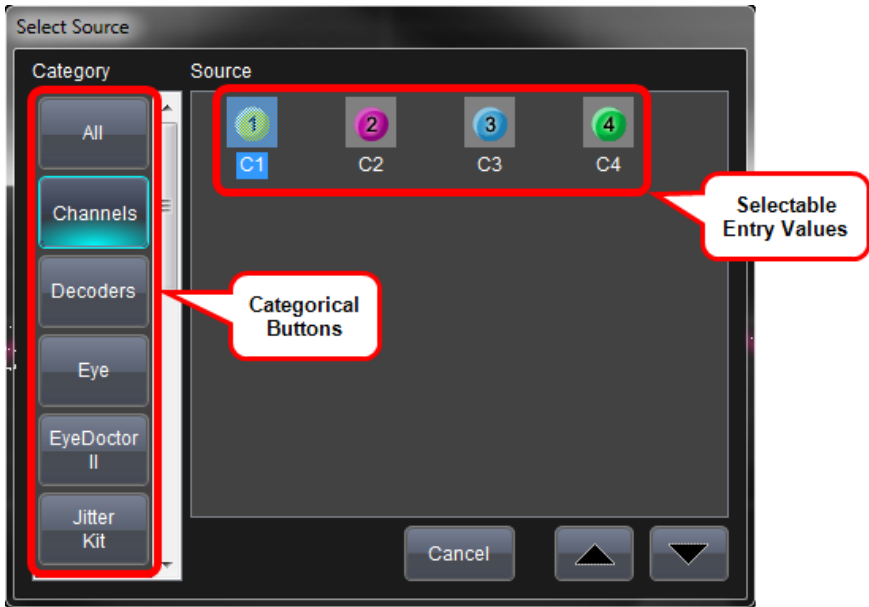 Select Source
Category
Source
All
Channels
Decoders
Eye
EyeDoctor
II
Jitter
Kit
1
2
3
4
C1
C2
C3
C4
Selectable
Entry Values
Categorical
Buttons
Cancel